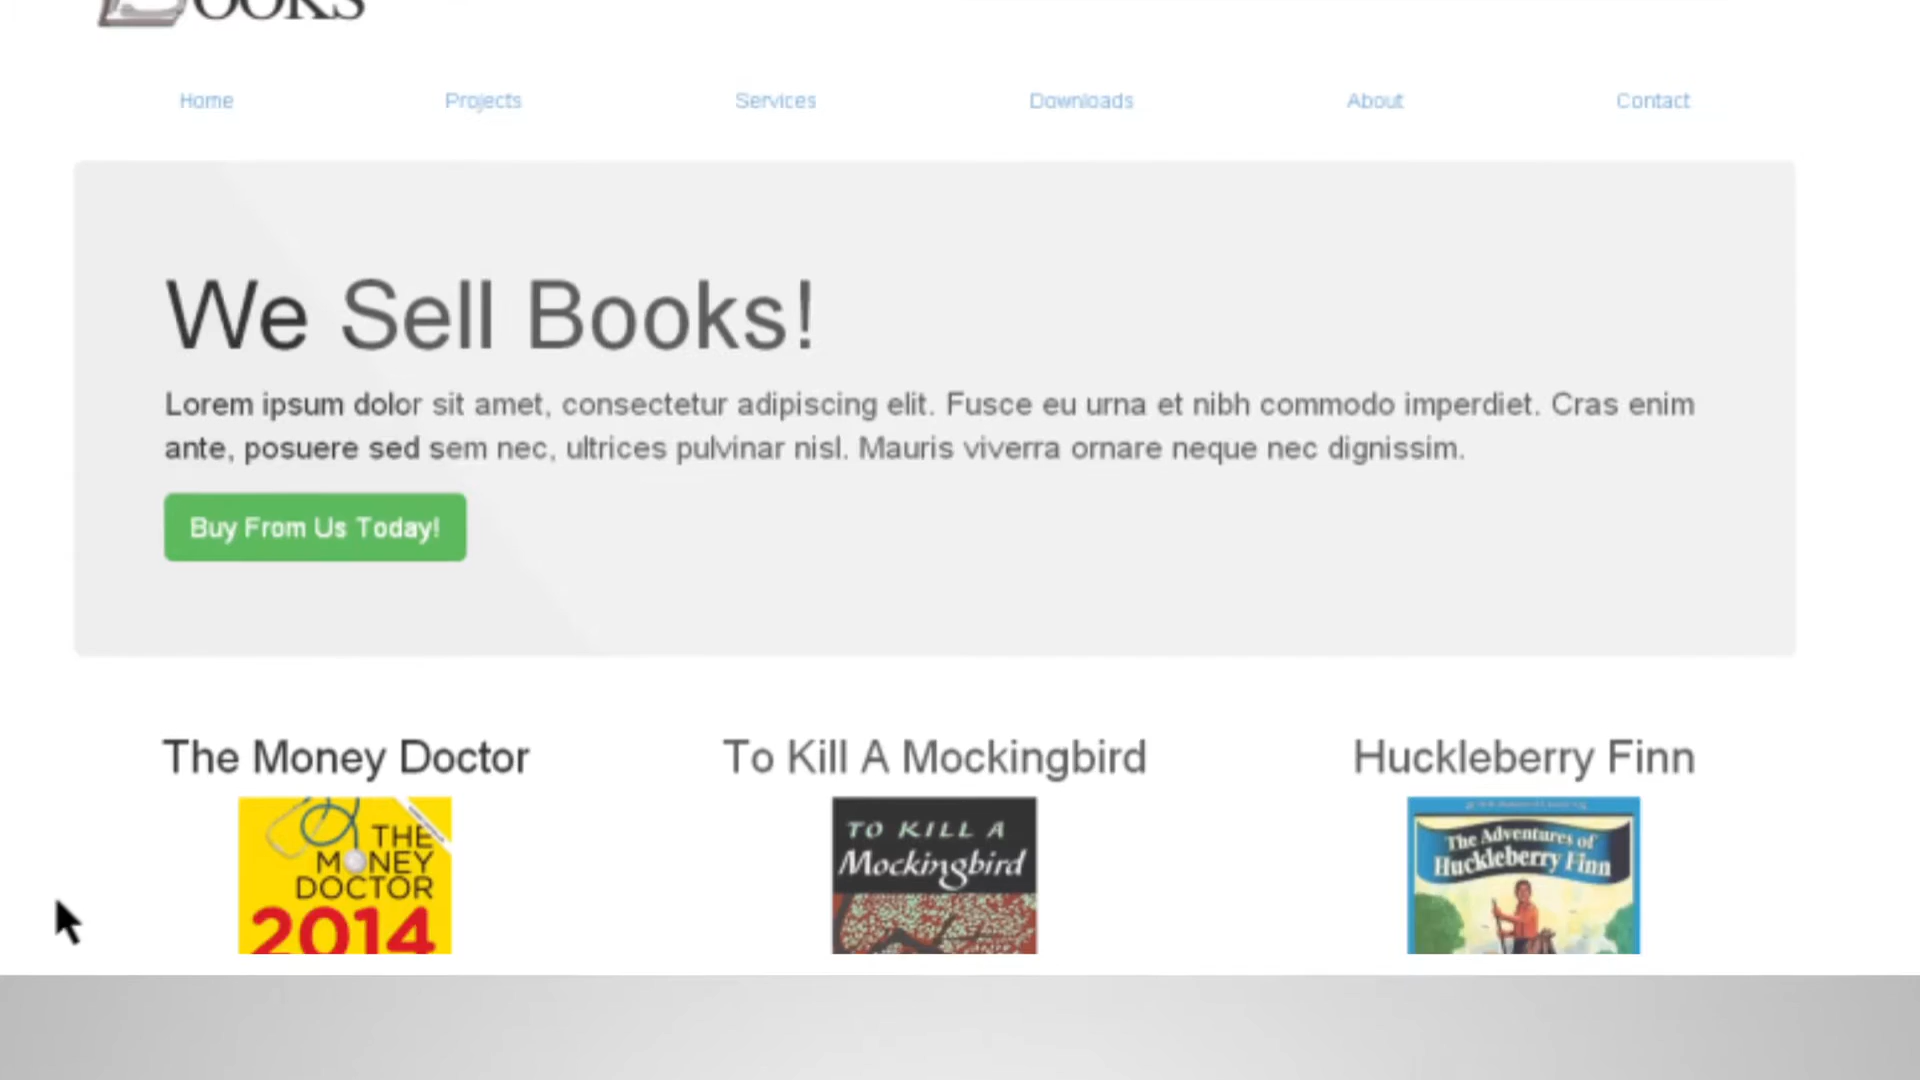 BOOKS
Home Projects Services Downloads About Contact
We Sell Books!
Lorem ipsum dolor sit amet, consectetur adipiscing elit. Fusce eu urna et nibh commodo imperdiet. Cras enim
ante, posuere sed sem nec, ultrices pulvinar nisl. Mauris viverra ornare neque nec dignissim.
Buy From Us Today!
The Money Doctor To Kill A Mockingbird Huckleberry Finn
THE
MONEY
DOCTOR
2014
TO KILL A
Mockingbird
The Adventures of
Huckleberry Finn